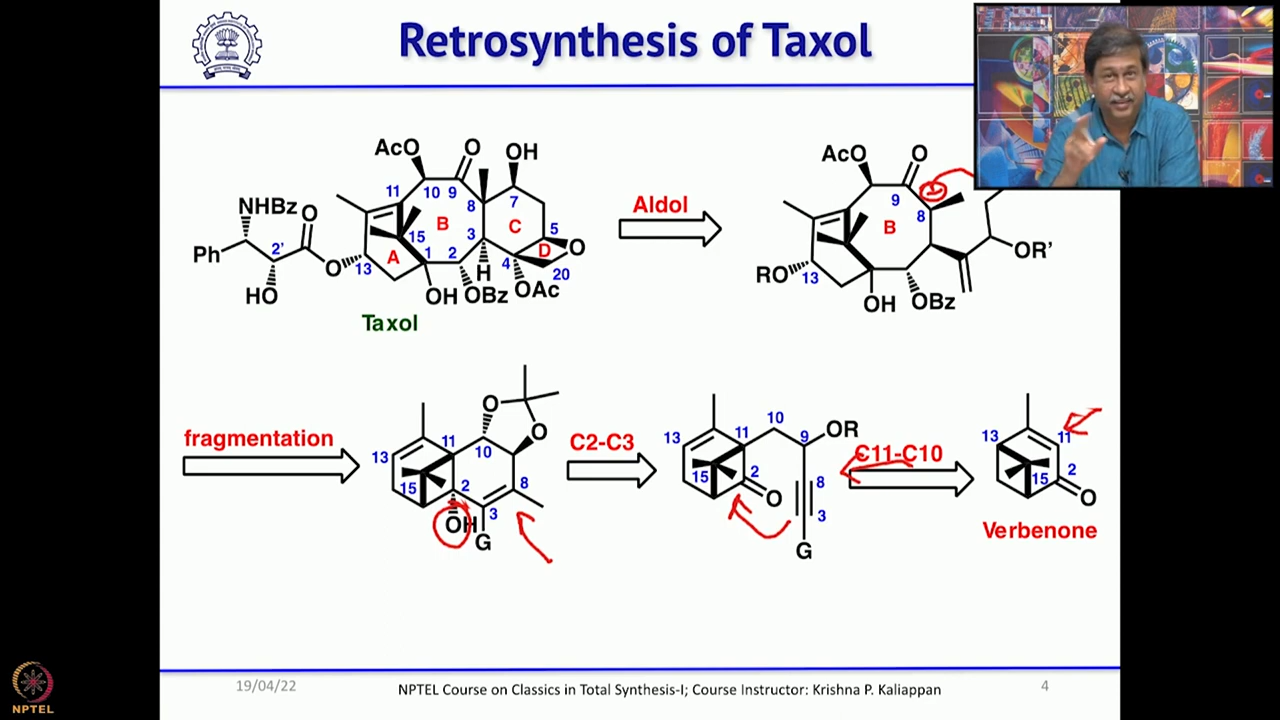 Retrosynthesis of Taxol
AcO
O
OH
11
10
9
8
7
NHBz
O
B
C
5
Ph
2'
15
3
O
D
A
1
2
4
20
O
13
H
HO
OH
OBz
OAc
Taxol
Aldol
AcO
O
9
8
B
RO
13
OR'
OH
OBz
fragmentation
O
O
13
11
10
15
2
8
OH
3
G
C2-C3
13
11
10
9
OR
15
2
8
O
3
G
C11-C10
13
11
2
15
O
Verbenone
19/04/22
NPTEL Course on Classics in Total Synthesis-I; Course Instructor: Krishna P. Kaliappan
4
NPTEL